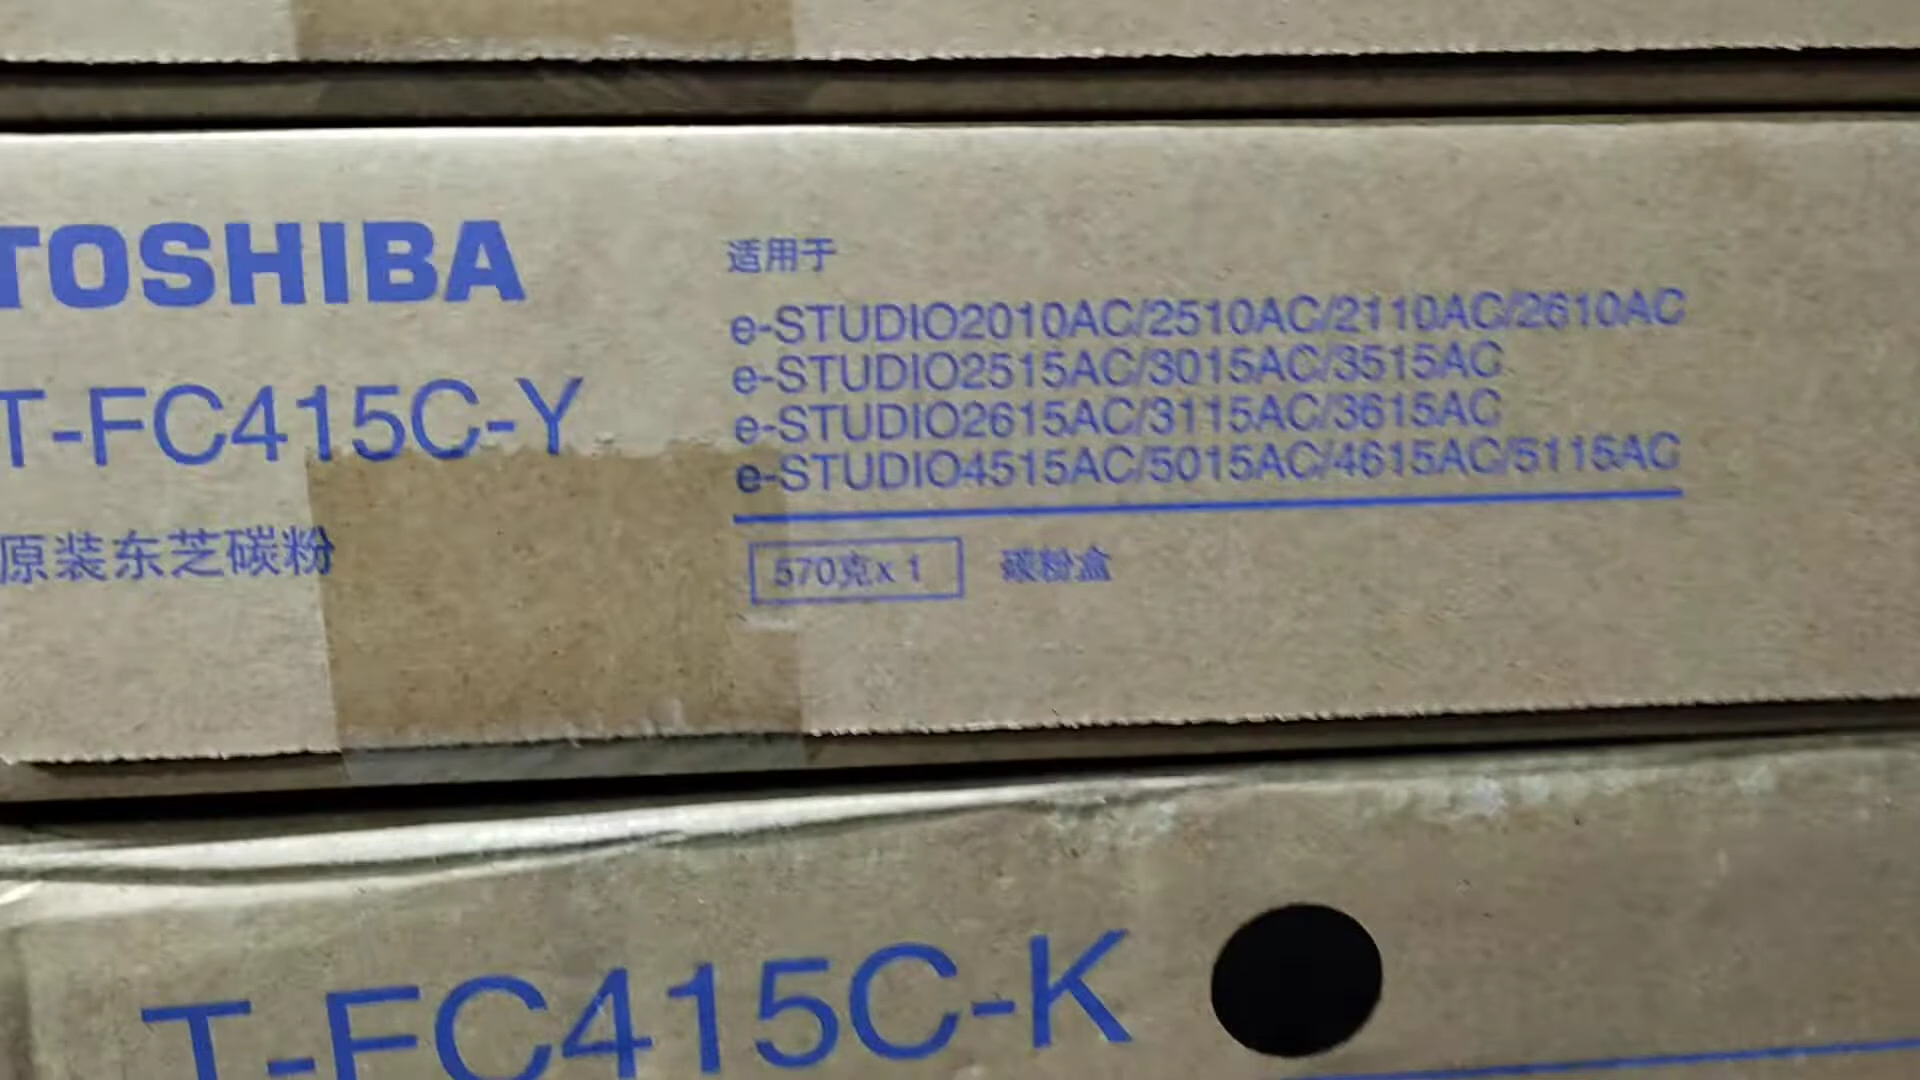 TOSHIBA
T-FC415C-Y
原装东芝碳粉
适用于
e-STUDIO2010AC/2510AC/2110AC/2610AC
e-STUDIO2515AC/3015AC/3515AC
e-STUDIO2615AC/3115AC/3615AC
e-STUDIO4515AC/5015AC/4615AC/5115AC
570克x1 碳粉盒
T-FC415C-K